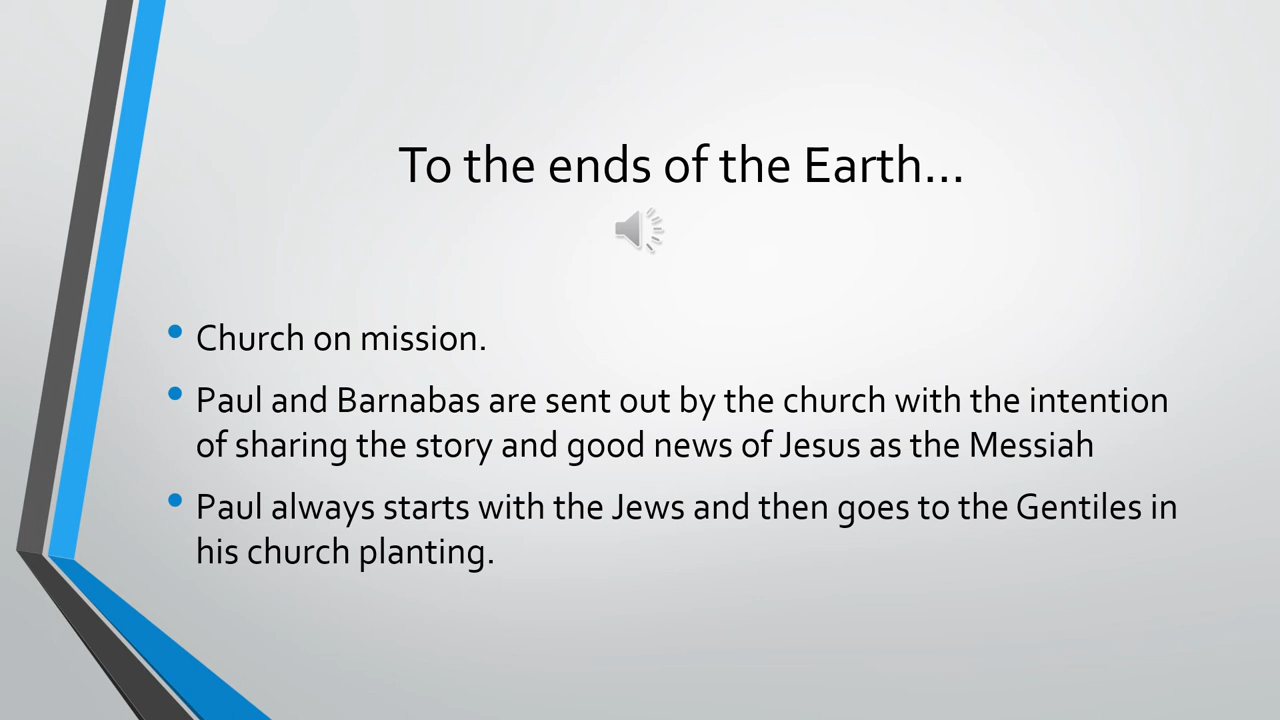 To the ends of the Earth…
• Church on mission.
• Paul and Barnabas are sent out by the church with the intention
of sharing the story and good news of Jesus as the Messiah
• Paul always starts with the Jews and then goes to the Gentiles in
his church planting.